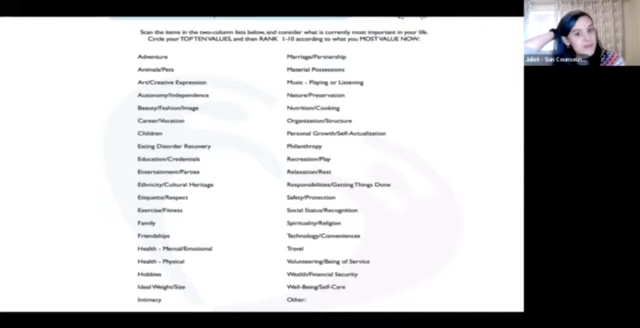 Scan the items in the two-column lists below, and consider what is currently most important in your life.
Circle your TOP TEN VALUES, and then RANK 1-10 according to what you MOST VALUE NOW:
Adventure
Animals/Pets
Art/Creative Expression
Autonomy/Independence
Beauty/Fashion/Image
Career/Vocation
Children
Eating Disorder Recovery
Education/Credentials
Entertainment/Parties
Ethnicity/Cultural Heritage
Etiquette/Respect
Exercise/Fitness
Family
Friendships
Health - Mental/Emotional
Health - Physical
Hobbies
Ideal Weight/Size
Intimacy
Marriage/Partnership
Material Possessions
Music - Playing or Listening
Nature/Preservation
Nutrition/Cooking
Organization/Structure
Personal Growth/Self-Actualization
Philanthropy
Recreation/Play
Relaxation/Rest
Responsibilities/Getting Things Done
Safety/Protection
Social Status/Recognition
Spirituality/Religion
Technology/Conveniences
Travel
Volunteering/Being of Service
Wealth/Financial Security
Well-Being/Self-Care
Other:
Juliet - Sun